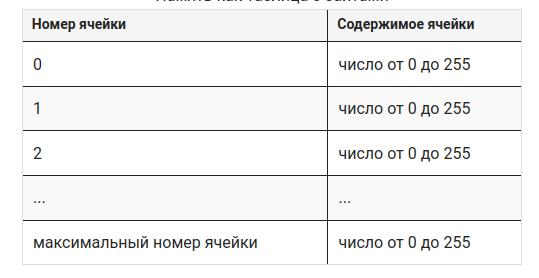 Номер ячейки Содержимое ячейки
0 число от 0 до 255
1 число от 0 до 255
2 число от 0 до 255
... ...
максимальный номер ячейки число от 0 до 255